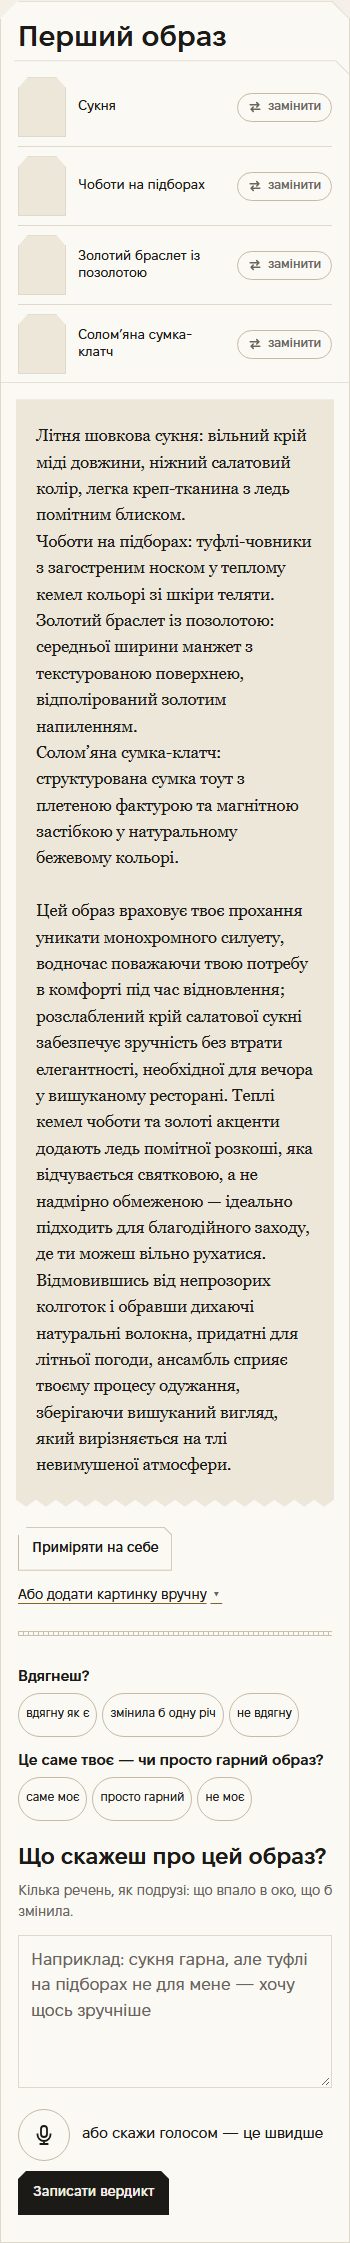 Перший образ
Сукня
замінити
Чоботи на підборах
замінити
Золотий браслет із
позолотою
замінити
Солом’яна сумка-
клатч
замінити
Літня шовкова сукня: вільний крій
міді довжини, ніжний салатовий
колір, легка креп-тканина з ледь
помітним блиском.
Чоботи на підборах: туфлі-човники
з загостреним носком у теплому
кемел кольорі зі шкіри теляти.
Золотий браслет із позолотою:
середньої ширини манжет з
текстурованою поверхнею,
відполірований золотим
напиленням.
Солом’яна сумка-клатч:
структурована сумка тоут з
плетеною фактурою та магнітною
застібкою у натуральному
бежевому кольорі.
Цей образ враховує твоє прохання
уникати монохромного силуету,
водночас поважаючи твою потребу
в комфорті під час відновлення;
розслаблений крій салатової сукні
забезпечує зручність без втрати
елегантності, необхідної для вечора
у вишуканому ресторані. Теплі
кемел чоботи та золоті акценти
додають ледь помітної розкоші, яка
відчувається святковою, а не
надмірно обмеженою — ідеально
підходить для благодійного заходу,
де ти можеш вільно рухатися.
Відмовившись від непрозорих
колготок і обравши дихаючі
натуральні волокна, придатні для
літньої погоди, ансамбль сприяє
твоєму процесу одужання,
зберігаючи вишуканий вигляд,
який вирізняється на тлі
невимушеної атмосфери.
Приміряти на себе
Або додати картинку вручну
Вдягнеш?
вдягну як є
змінила б одну річ
не вдягну
Це саме твоє — чи просто гарний образ?
саме моє
просто гарний
не моє
Що скажеш про цей образ?
Кілька речень, як подрузі: що впало в око, що б
змінила.
Наприклад: сукня гарна, але туфлі
на підборах не для мене — хочу
щось зручніше
або скажи голосом — це швидше
Записати вердикт